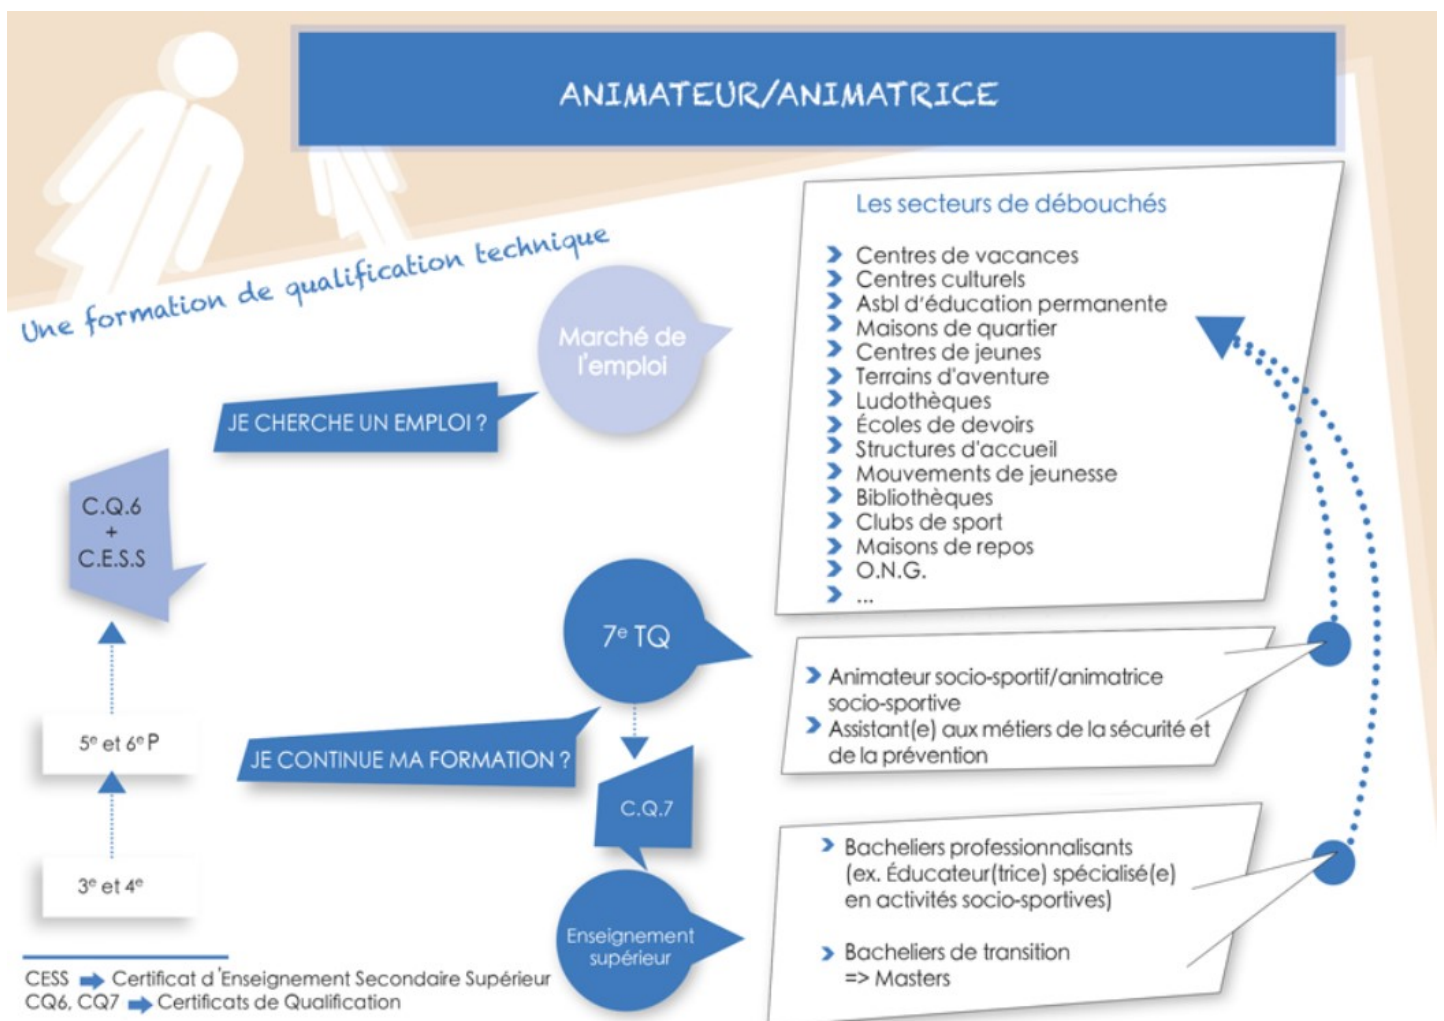 ANIMATEUR/ANIMATRICE
Une formation de qualification technique
Les secteurs de débouchés
Centres de vacances
Centres culturels
Asbl d'éducation permanente
Maisons de quartier
Centres de jeunes
Terrains d'aventure
Ludothèques
Écoles de devoirs
Structures d'accueil
Mouvements de jeunesse
Bibliothèques
Clubs de sport
Maisons de repos
O.N.G.
...
Marché de
l'emploi
JE CHERCHE UN EMPLOI ?
C.Q.6
+
C.E.S.S
5e et 6e P
3e et 4e
JE CONTINUE MA FORMATION ?
7e TQ
C.Q.7
Enseignement
supérieur
Animateur socio-sportif/animatrice
socio-sportive
Assistant(e) aux métiers de la sécurité et
de la prévention
Bacheliers professionnalisants
(ex. Éducateur(trice) spécialisé(e)
en activités socio-sportives)
Bacheliers de transition
=> Masters
CESS ➡ Certificat d'Enseignement Secondaire Supérieur
CQ6, CQ7 ➡ Certificats de Qualification